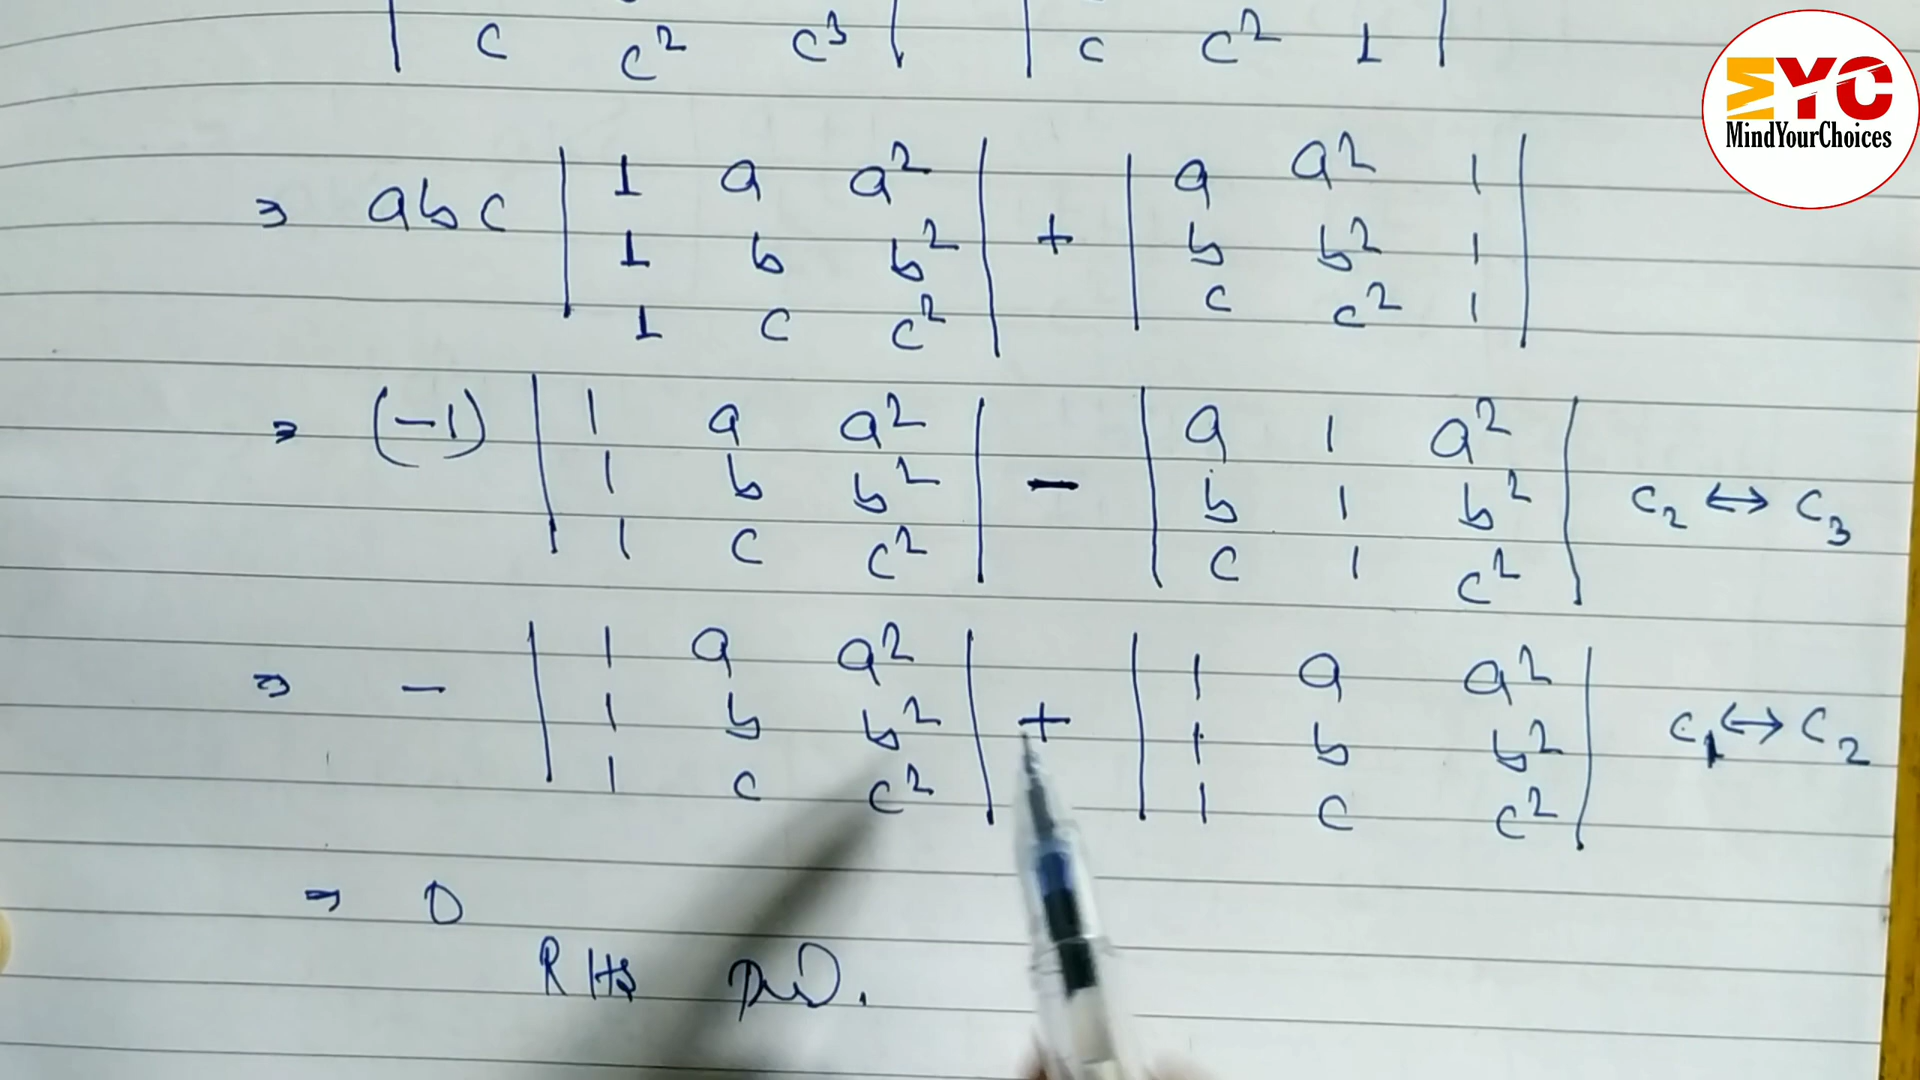 | c c² c³ | | c c² 1 |
⇒ abc | 1 a a² | + | a a² 1 |
| 1 b b² | | b b² 1 |
| 1 c c² | | c c² 1 |
⇒ (-1) | 1 a a² | - | a 1 a² |
| 1 b b² | | b 1 b² | C₂ ↔ C₃
| 1 c c² | | c 1 c² |
⇒ - | 1 a a² | + | 1 a a² |
| 1 b b² | | 1 b b² | C₁ ↔ C₂
| 1 c c² | | 1 c c² |
⇒ 0
RHS
MYC
MindYourChoices